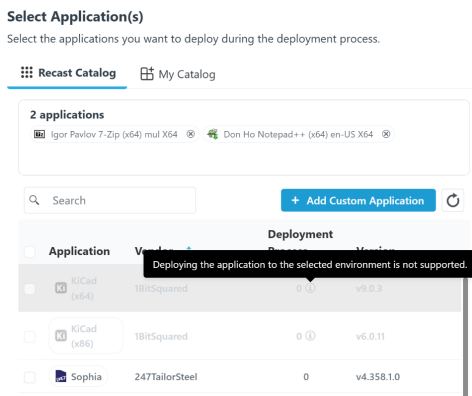 Select Application(s)
Select the applications you want to deploy during the deployment process.
Recast Catalog
My Catalog
2 applications
Igor Pavlov 7-Zip (x64) mul X64
Don Ho Notepad++ (x64) en-US X64
Search
+ Add Custom Application
Deployment
Application
Deploying the application to the selected environment is not supported.
KiCad
(x64)
1BitSquared
0
v9.0.3
KiCad
(x86)
1BitSquared
0
v6.0.11
Sophia
247TailorSteel
0
v4.358.1.0